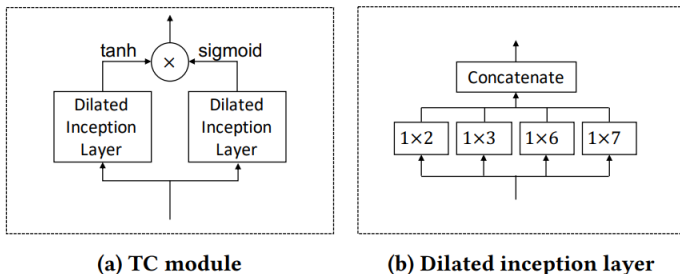 tanh
sigmoid
×
Dilated
Inception
Layer
Dilated
Inception
Layer
(a) TC module
Concatenate
1×2
1×3
1×6
1×7
(b) Dilated inception layer